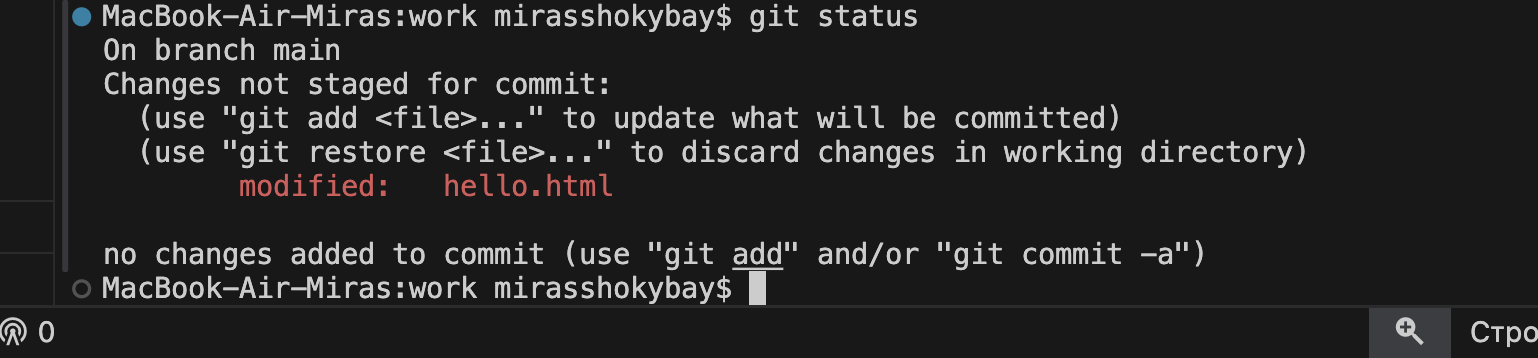 MacBook-Air-Miras:work mirasshokybay$ git status
On branch main
Changes not staged for commit:
  (use "git add <file>..." to update what will be committed)
  (use "git restore <file>..." to discard changes in working directory)
        modified:   hello.html

no changes added to commit (use "git add" and/or "git commit -a")
MacBook-Air-Miras:work mirasshokybay$
0